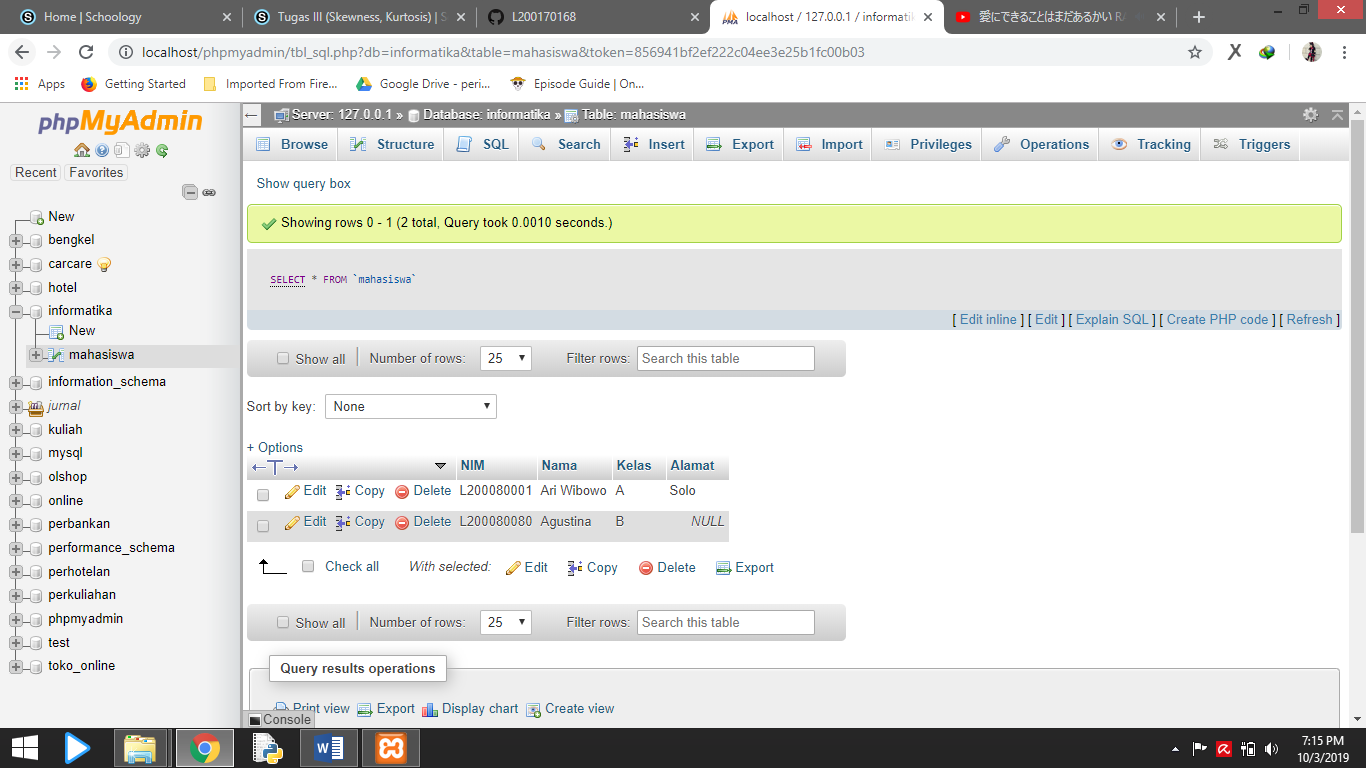 Home | Schoology
Tugas III (Skewness, Kurtosis) | S
L200170168
localhost / 127.0.0.1 / informati
愛にできることはまだあるかい RA
localhost/phpmyadmin/tbl_sql.php?db=informatika&table=mahasiswa&token=856941bf2ef222c04ee3e25b1fc00b03
Apps
Getting Started
Imported From Fire...
Google Drive - peri...
Episode Guide | On...
phpMyAdmin
Recent
Favorites
New
bengkel
carcare
hotel
informatika
New
mahasiswa
information_schema
jurnal
kuliah
mysql
olshop
online
perbankan
performance_schema
perhotelan
perkuliahan
phpmyadmin
test
toko_online
Server: 127.0.0.1 » Database: informatika » Table: mahasiswa
Browse Structure SQL Search Insert Export Import Privileges Operations Tracking Triggers
Show query box
Showing rows 0 - 1 (2 total, Query took 0.0010 seconds.)
SELECT * FROM `mahasiswa`
[ Edit inline ] [ Edit ] [ Explain SQL ] [ Create PHP code ] [ Refresh ]
Show all Number of rows: 25 Filter rows: Search this table
Sort by key: None
+ Options
NIM Nama Kelas Alamat
Edit Copy Delete L200080001 Ari Wibowo A Solo
Edit Copy Delete L200080080 Agustina B NULL
Check all With selected: Edit Copy Delete Export
Show all Number of rows: 25 Filter rows: Search this table
Query results operations
Print view Export Display chart Create view
Console
7:15 PM
10/3/2019